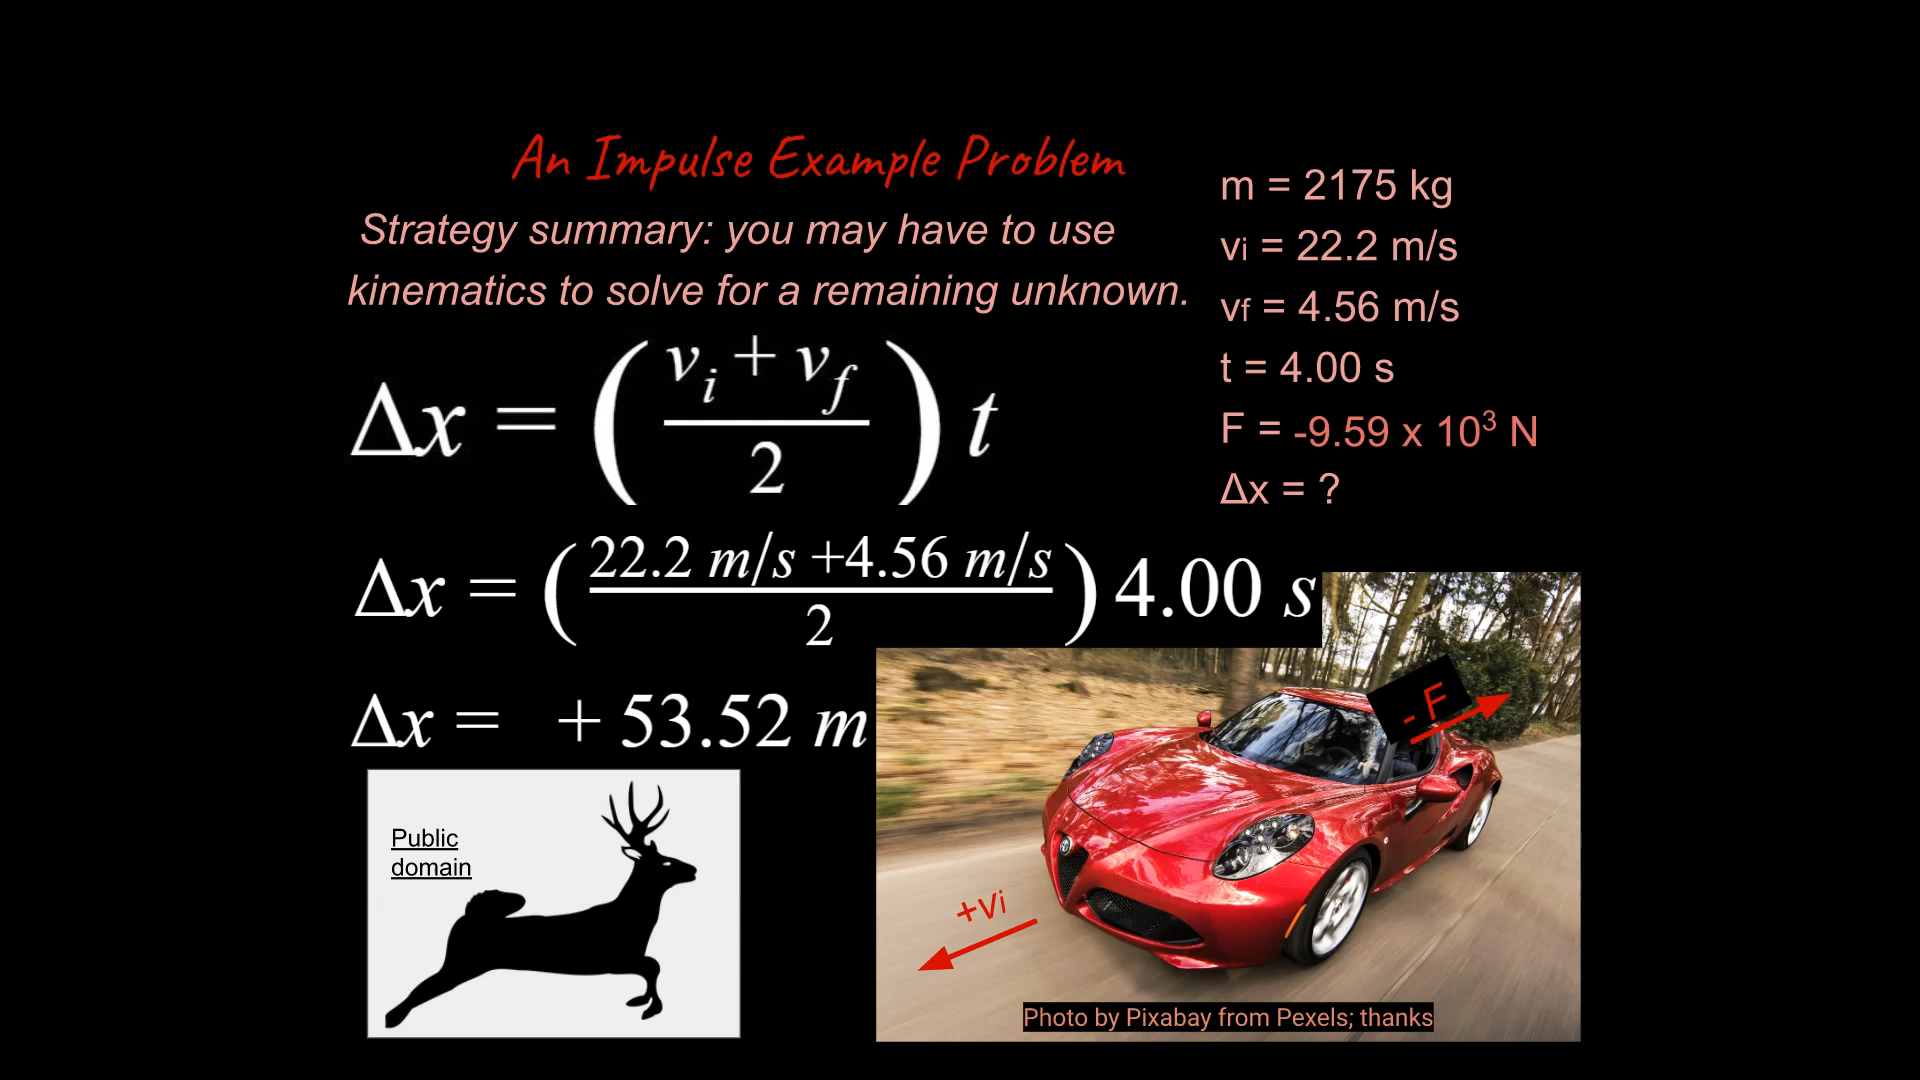 An Impulse Example Problem
Strategy summary: you may have to use
kinematics to solve for a remaining unknown.
m = 2175 kg
vi = 22.2 m/s
vf = 4.56 m/s
t = 4.00 s
F = -9.59 x 10³ N
Δx = ?
Δx = ( (vᵢ + v_f) / 2 ) t
Δx = ( (22.2 m/s +4.56 m/s) / 2 ) 4.00 s
Δx = + 53.52 m
Public
domain
- F
+vi
Photo by Pixabay from Pexels; thanks